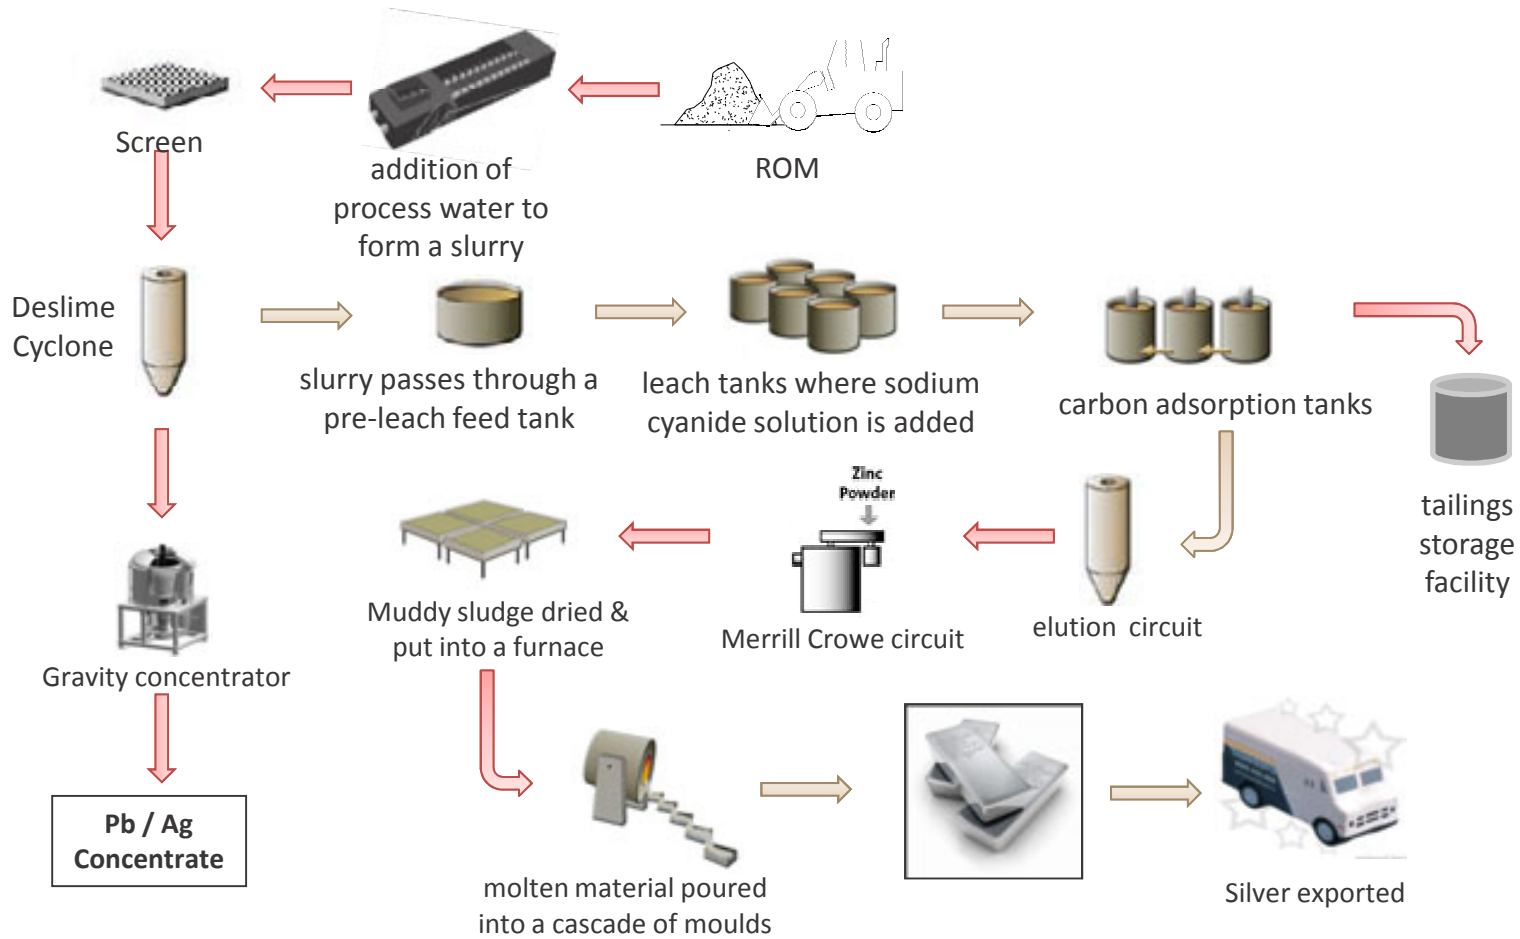 Screen
addition of
process water to
form a slurry
ROM
Deslime
Cyclone
slurry passes through a
pre-leach feed tank
leach tanks where sodium
cyanide solution is added
carbon adsorption tanks
tailings
storage
facility
Zinc
Powder
Muddy sludge dried &
put into a furnace
Merrill Crowe circuit
elution circuit
Gravity concentrator
Pb / Ag
Concentrate
molten material poured
into a cascade of moulds
Silver exported